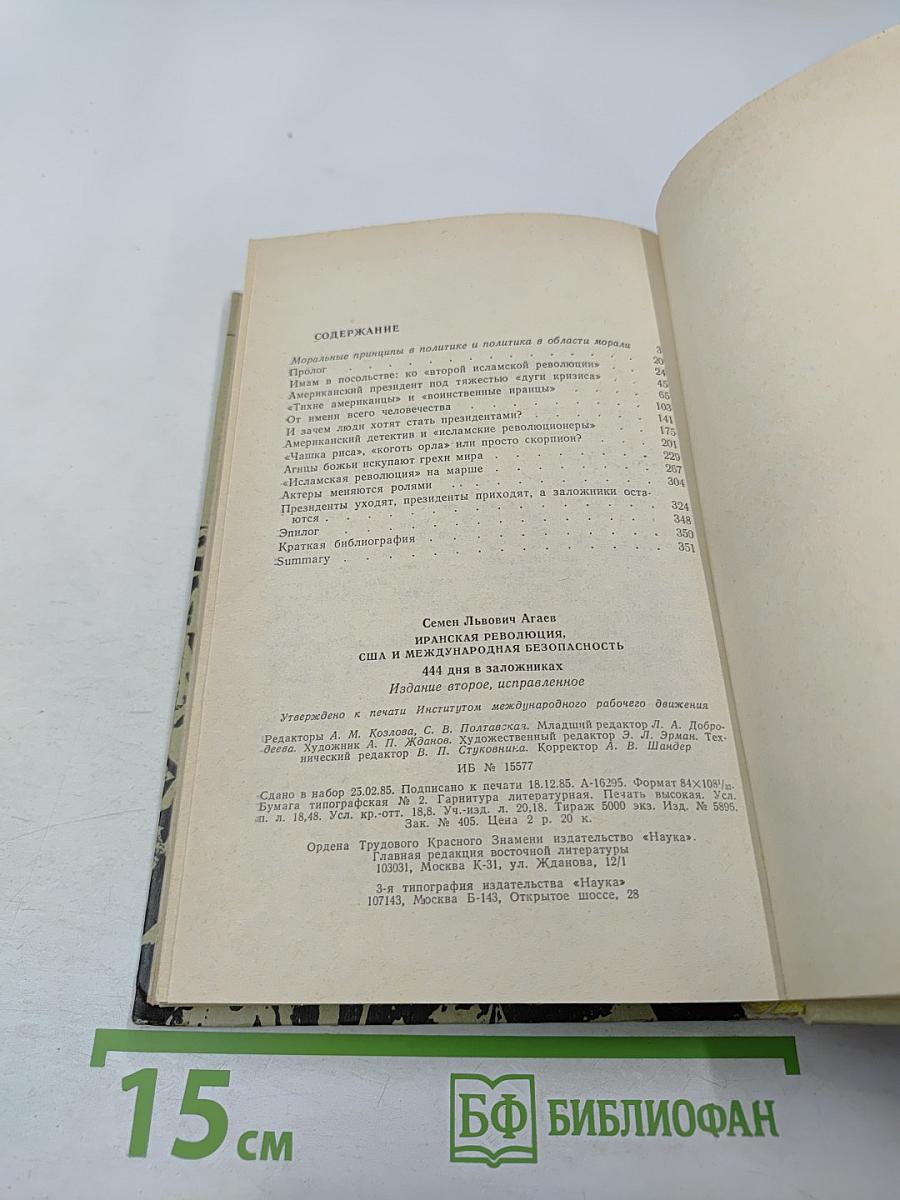 СОДЕРЖАНИЕ
Моральные принципы в политике и политика в области морали 3
Пролог . . . . . . . . . . . . 20
Имам в посольстве: ко «второй исламской революции» . . 24
Американский президент под тяжестью «дуги кризиса» . 45
«Тихие американцы» и «воинственные иранцы» . . . 65
От имени всего человечества . . . . . . . 103
И зачем люди хотят стать президентами? . . . . . 141
Американский детектив и «исламские революционеры» . . 175
«Чашка риса», «коготь орла» или просто скорпион? . . . 201
Агнцы божьи искупают грехи мира . . . . . . 229
«Исламская революция» на марше . . . . . . 267
Актеры меняются ролями . . . . . . . . 304
Президенты уходят, президенты приходят, а заложники оста-
ются . . . . . . . . . . . . 324
Эпилог . . . . . . . . . . . . 348
Краткая библиография . . . . . . . . . 350
Summary . . . . . . . . . . . . 351
Семен Львович Агаев
ИРАНСКАЯ РЕВОЛЮЦИЯ,
США И МЕЖДУНАРОДНАЯ БЕЗОПАСНОСТЬ
444 дня в заложниках
Издание второе, исправленное
Утверждено к печати Институтом международного рабочего движения
Редакторы А. М. Козлова, С. В. Полтавская. Младший редактор Л. А. Добро-
деева. Художник А. П. Жданов. Художественный редактор Э. Л. Эрман. Тех-
нический редактор В. П. Стуковнина. Корректор А. В. Шандер
ИБ № 15577
Сдано в набор 25.02.85. Подписано к печати 18.12.85. А-16295. Формат 84×108¹/₃₂.
Бумага типографская № 2. Гарнитура литературная. Печать высокая. Усл.
п. л. 18,48. Усл. кр.-отт. 18,8. Уч.-изд. л. 20,18. Тираж 5000 экз. Изд. № 5895.
Зак. № 405. Цена 2 р. 20 к.
Ордена Трудового Красного Знамени издательство «Наука».
Главная редакция восточной литературы
103031, Москва К-31, ул. Жданова, 12/1
3-я типография издательства «Наука»
107143, Москва Б-143, Открытое шоссе, 28
15 см
БФ БИБЛИОФАН